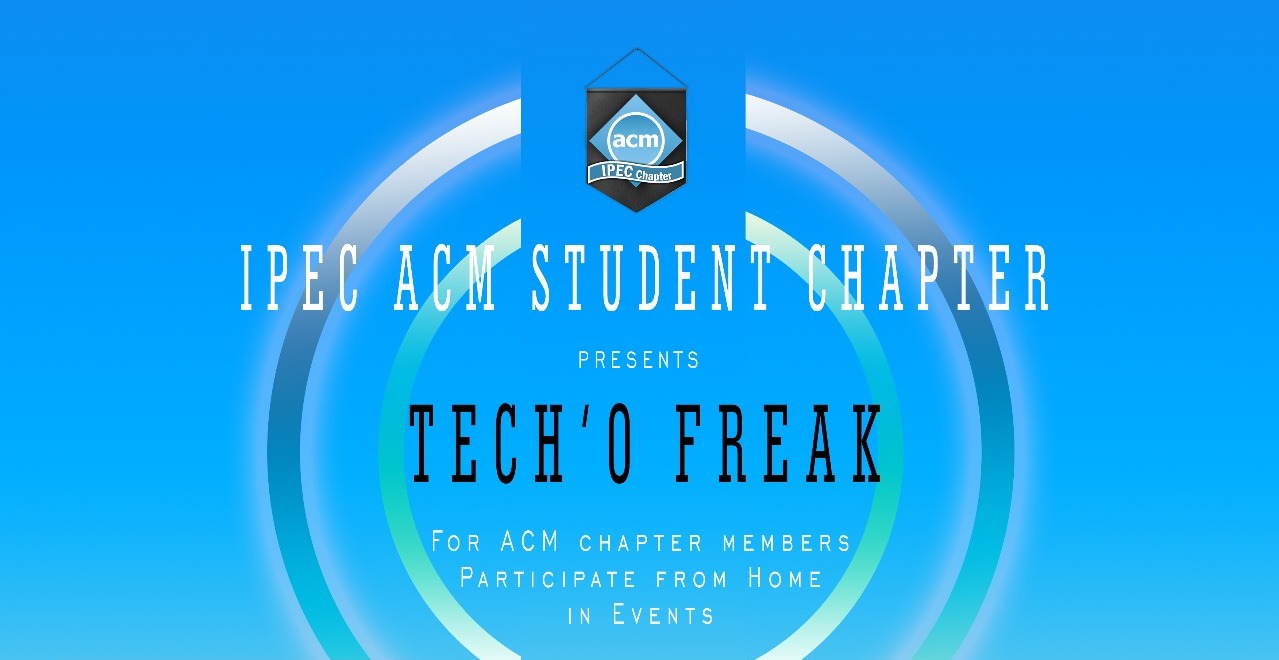 acm
IPEC Chapter
IPEC ACM STUDENT CHAPTER
PRESENTS
TECH'O FREAK
For ACM chapter members
Participate from Home
in Events